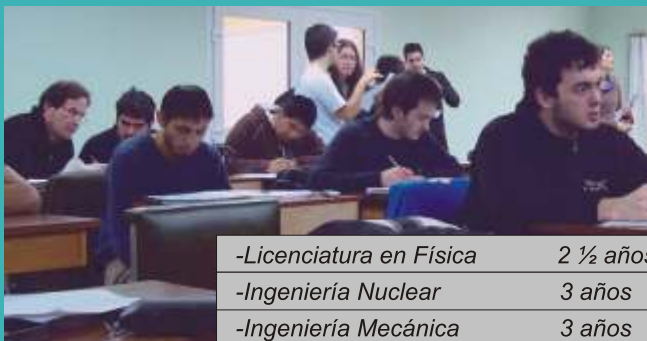 -Licenciatura en Física 2 ½ años
-Ingeniería Nuclear 3 años
-Ingeniería Mecánica 3 años